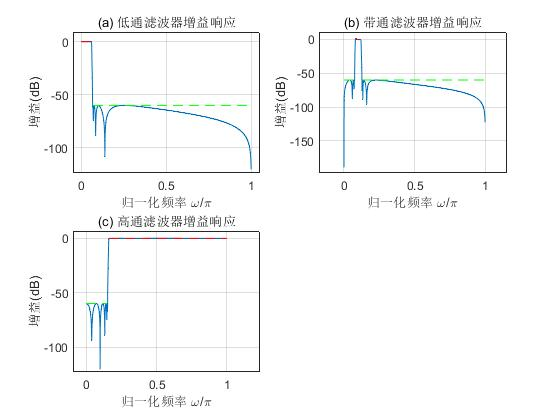 (a) 低通滤波器增益响应
0
-50
-100
增益(dB)
0
0.5
1
归一化频率 ω/π
(b) 带通滤波器增益响应
0
-50
-100
-150
增益(dB)
0
0.5
1
归一化频率 ω/π
(c) 高通滤波器增益响应
0
-50
-100
增益(dB)
0
0.5
1
归一化频率 ω/π